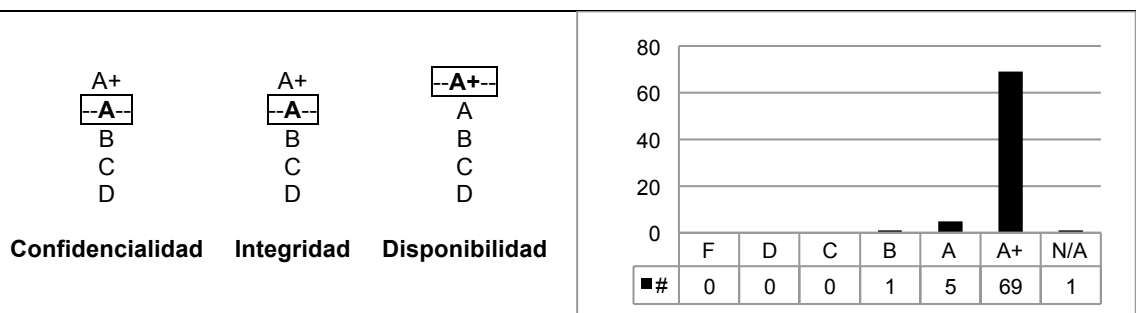 A+ A+ --A+--
--A-- --A-- A
B B B
C C C
D D D
Confidencialidad Integridad Disponibilidad
80
60
40
20
0
F D C B A A+ N/A
# 0 0 0 1 5 69 1